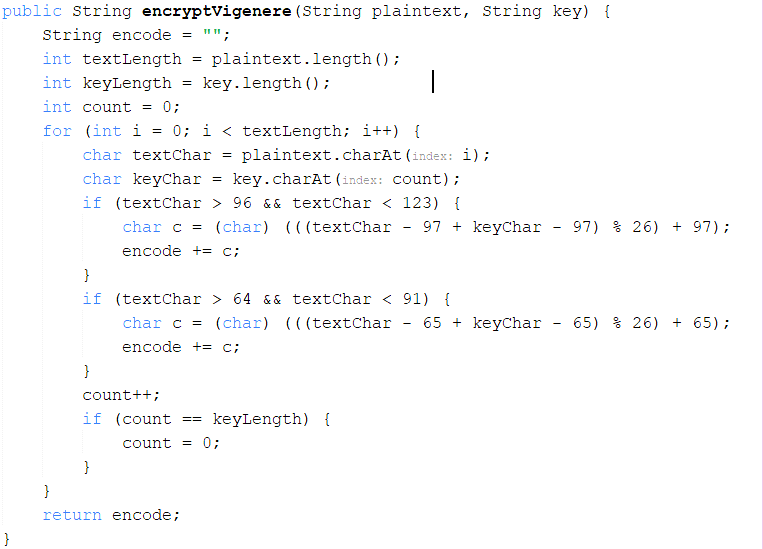 public String encryptVigenere(String plaintext, String key) {
    String encode = "";
    int textLength = plaintext.length();
    int keyLength = key.length();
    int count = 0;
    for (int i = 0; i < textLength; i++) {
        char textChar = plaintext.charAt(index: i);
        char keyChar = key.charAt(index: count);
        if (textChar > 96 && textChar < 123) {
            char c = (char) (((textChar - 97 + keyChar - 97) % 26) + 97);
            encode += c;
        }
        if (textChar > 64 && textChar < 91) {
            char c = (char) (((textChar - 65 + keyChar - 65) % 26) + 65);
            encode += c;
        }
        count++;
        if (count == keyLength) {
            count = 0;
        }
    }
    return encode;
}